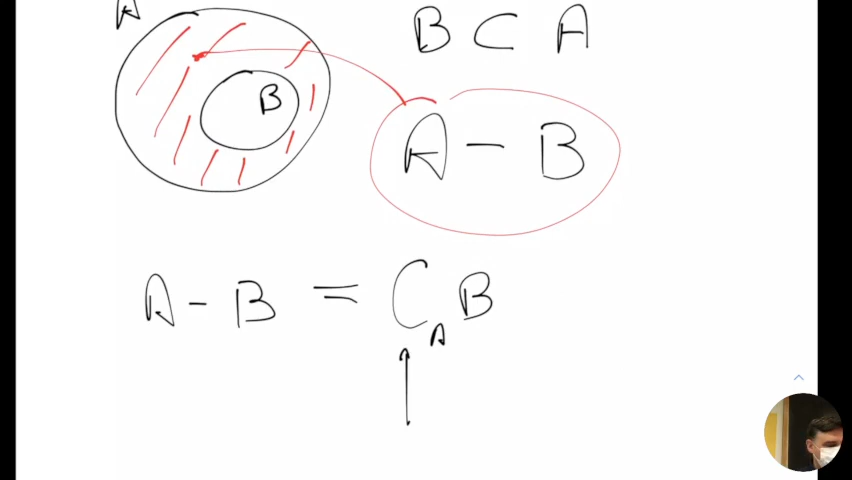 A
B ⊂ A
B
A - B
A - B = C_A B